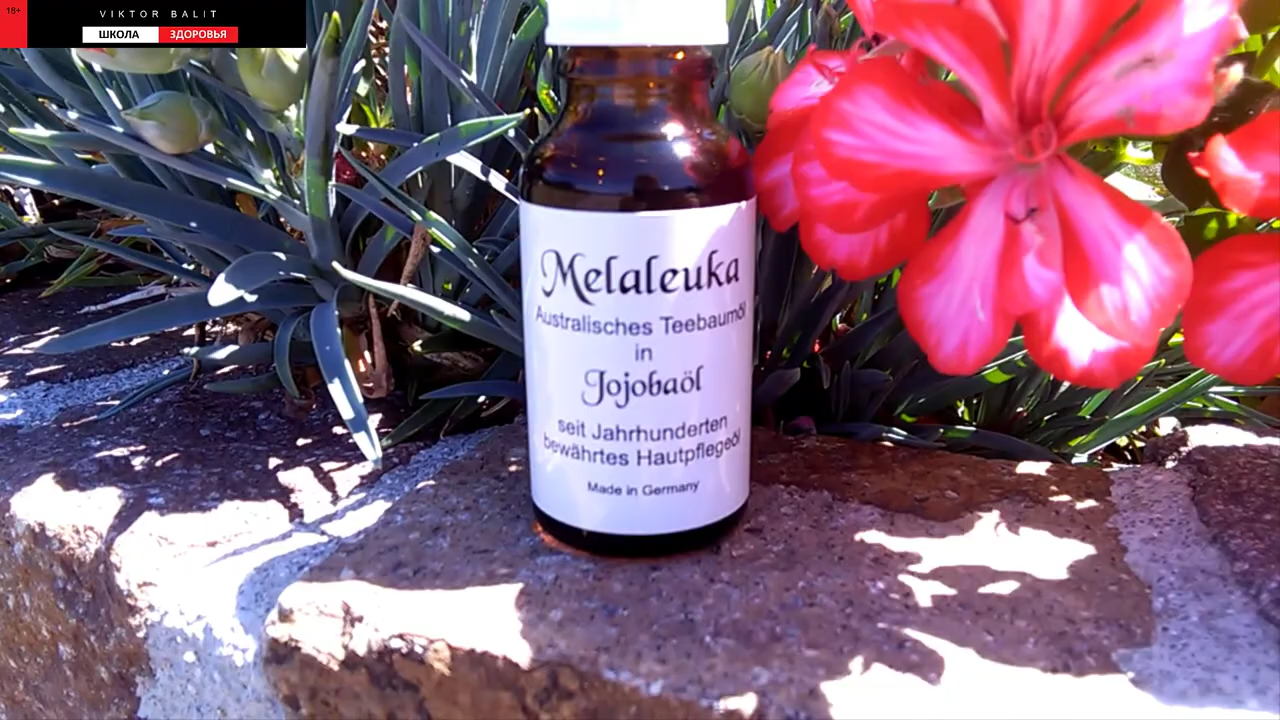 18+
VIKTOR BALIT
ШКОЛА ЗДОРОВЬЯ
Melaleuka
Australisches Teebaumöl
in
Jojobaöl
seit Jahrhunderten
bewährtes Hautpflegeöl
Made in Germany